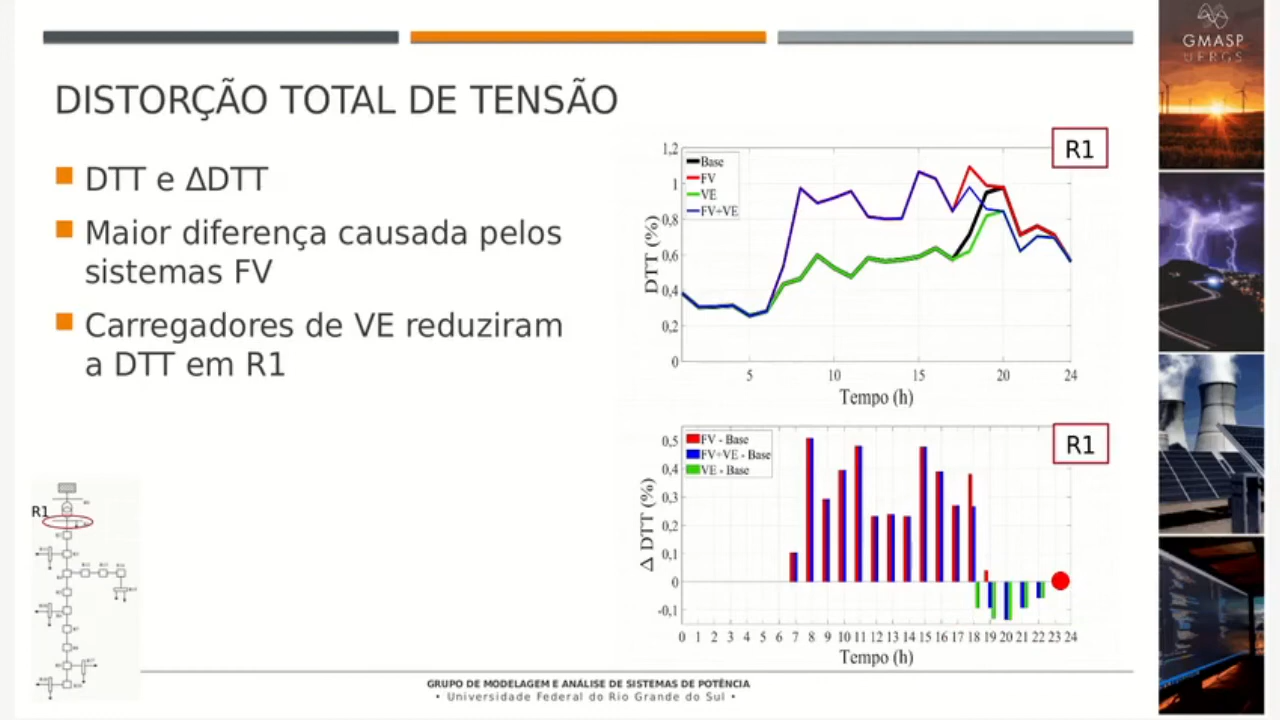 GMASP
UFRGS
DISTORÇÃO TOTAL DE TENSÃO
DTT e ΔDTT
Maior diferença causada pelos
sistemas FV
Carregadores de VE reduziram
a DTT em R1
R1
1,2
1
0,8
0,6
0,4
0,2
0
DTT (%)
Base
FV
VE
FV+VE
5 10 15 20 24
Tempo (h)
R1
0,5
0,4
0,3
0,2
0,1
0
-0,1
Δ DTT (%)
FV - Base
FV+VE - Base
VE - Base
0 1 2 3 4 5 6 7 8 9 10 11 12 13 14 15 16 17 18 19 20 21 22 23 24
Tempo (h)
R1
GRUPO DE MODELAGEM E ANÁLISE DE SISTEMAS DE POTÊNCIA
• Universidade Federal do Rio Grande do Sul •